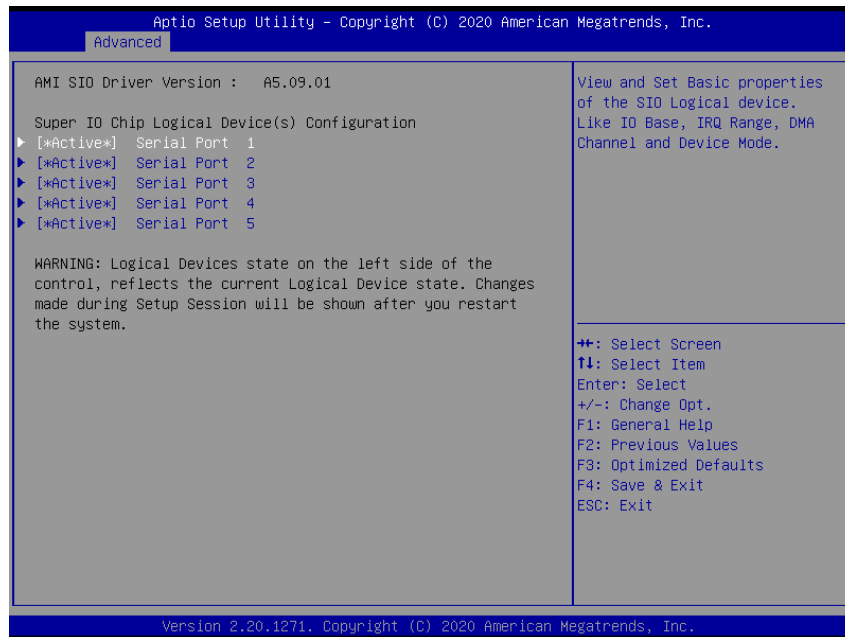 Aptio Setup Utility – Copyright (C) 2020 American Megatrends, Inc.
Advanced
AMI SIO Driver Version :   A5.09.01
Super IO Chip Logical Device(s) Configuration
[*Active*]  Serial Port  1
[*Active*]  Serial Port  2
[*Active*]  Serial Port  3
[*Active*]  Serial Port  4
[*Active*]  Serial Port  5
WARNING: Logical Devices state on the left side of the
control, reflects the current Logical Device state. Changes
made during Setup Session will be shown after you restart
the system.
View and Set Basic properties
of the SIO Logical device.
Like IO Base, IRQ Range, DMA
Channel and Device Mode.
→←: Select Screen
↑↓: Select Item
Enter: Select
+/-: Change Opt.
F1: General Help
F2: Previous Values
F3: Optimized Defaults
F4: Save & Exit
ESC: Exit
Version 2.20.1271. Copyright (C) 2020 American Megatrends, Inc.